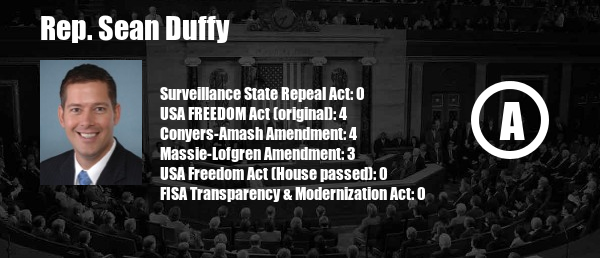 Rep. Sean Duffy
Surveillance State Repeal Act: 0
USA FREEDOM Act (original): 4
Conyers-Amash Amendment: 4
Massie-Lofgren Amendment: 3
USA Freedom Act (House passed): 0
FISA Transparency & Modernization Act: 0
A